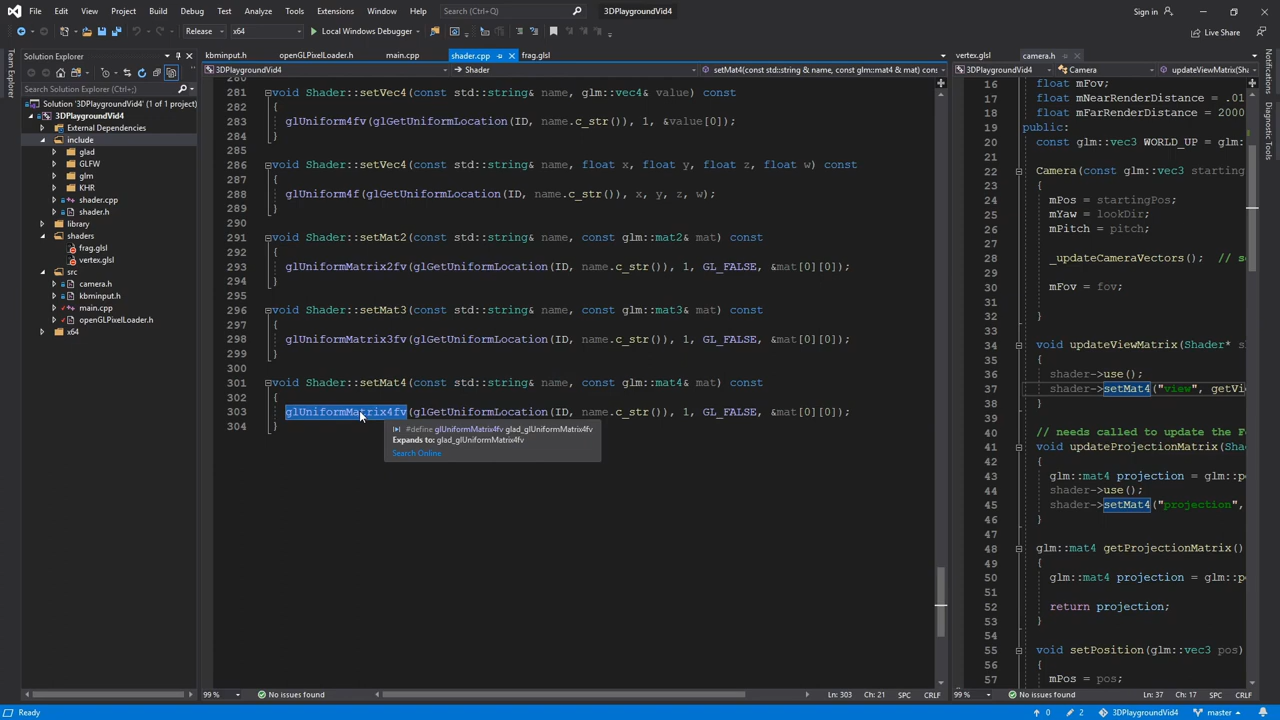 File Edit View Project Build Debug Test Analyze Tools Extensions Window Help Search (Ctrl+Q) 3DPlaygroundVid4 Sign in
Release x64 Local Windows Debugger Live Share
Team Explorer
Solution Explorer
Search Solution Explorer (Ctrl+;)
Solution '3DPlaygroundVid4' (1 of 1 project)
3DPlaygroundVid4
External Dependencies
include
glad
GLFW
glm
KHR
shader.cpp
shader.h
library
shaders
frag.glsl
vertex.glsl
src
camera.h
kbminput.h
main.cpp
openGLPixelLoader.h
x64
kbminput.h openGLPixelLoader.h main.cpp shader.cpp frag.glsl
3DPlaygroundVid4 Shader setMat4(const std::string & name, const glm::mat4 & mat) const
280
281 void Shader::setVec4(const std::string& name, glm::vec4& value) const
282 {
283 glUniform4fv(glGetUniformLocation(ID, name.c_str()), 1, &value[0]);
284 }
285
286 void Shader::setVec4(const std::string& name, float x, float y, float z, float w) const
287 {
288 glUniform4f(glGetUniformLocation(ID, name.c_str()), x, y, z, w);
289 }
290
291 void Shader::setMat2(const std::string& name, const glm::mat2& mat) const
292 {
293 glUniformMatrix2fv(glGetUniformLocation(ID, name.c_str()), 1, GL_FALSE, &mat[0][0]);
294 }
295
296 void Shader::setMat3(const std::string& name, const glm::mat3& mat) const
297 {
298 glUniformMatrix3fv(glGetUniformLocation(ID, name.c_str()), 1, GL_FALSE, &mat[0][0]);
299 }
300
301 void Shader::setMat4(const std::string& name, const glm::mat4& mat) const
302 {
303 glUniformMatrix4fv(glGetUniformLocation(ID, name.c_str()), 1, GL_FALSE, &mat[0][0]);
304 }
#define glUniformMatrix4fv glad_glUniformMatrix4fv
Expands to: glad_glUniformMatrix4fv
Search Online
99 % No issues found Ln: 303 Ch: 21 SPC CRLF
vertex.glsl camera.h
3DPlaygroundVid4 Camera updateViewMatrix(Sha
16 float mFov;
17 float mNearRenderDistance = .01
18 float mFarRenderDistance = 2000
19 public:
20 const glm::vec3 WORLD_UP = glm:
21
22 Camera(const glm::vec3 starting
23 {
24 mPos = startingPos;
25 mYaw = lookDir;
26 mPitch = pitch;
27
28 _updateCameraVectors(); // s
29
30 mFov = fov;
31
32 }
33
34 void updateViewMatrix(Shader* s
35 {
36 shader->use();
37 shader->setMat4("view", getVi
38 }
39
40 // needs called to update the F
41 void updateProjectionMatrix(Sha
42 {
43 glm::mat4 projection = glm::p
44 shader->use();
45 shader->setMat4("projection",
46 }
47
48 glm::mat4 getProjectionMatrix()
49 {
50 glm::mat4 projection = glm::p
51
52 return projection;
53 }
54
55 void setPosition(glm::vec3 pos)
56 {
57 mPos = pos;
99 % No issues found Ln: 37 Ch: 17 SPC CRLF
Notifications
Diagnostic Tools
Ready 0 2 3DPlaygroundVid4 master